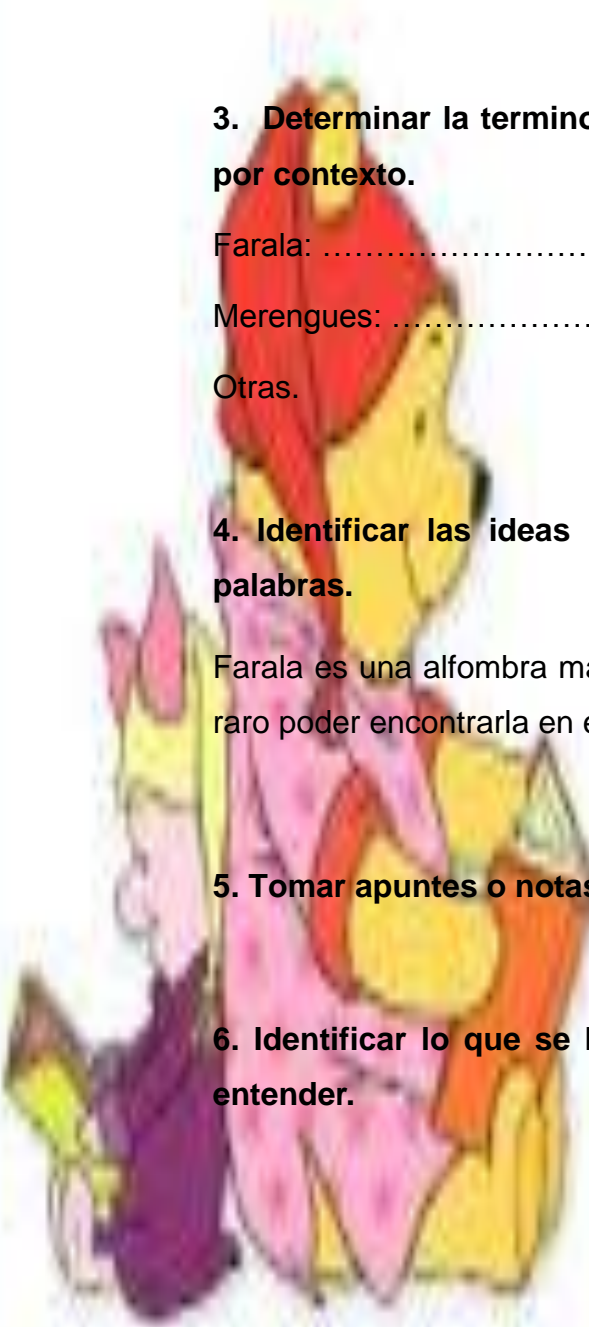 3. Determinar la termino
por contexto.
Farala: ……………………
Merengues: ………………
Otras.
4. Identificar las ideas
palabras.
Farala es una alfombra ma
raro poder encontrarla en e
5. Tomar apuntes o notas
6. Identificar lo que se l
entender.